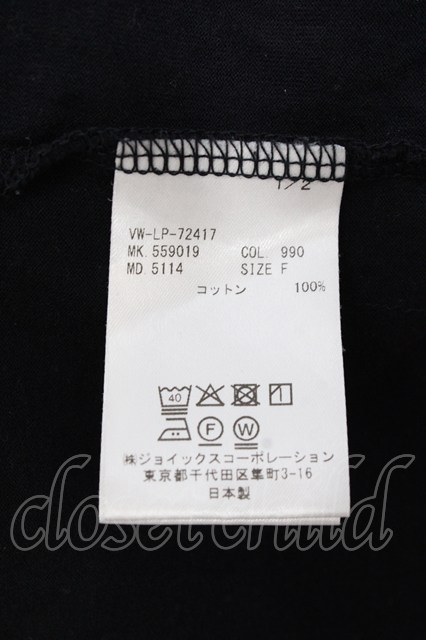 1/2
VW-LP-72417
MK. 559019 COL. 990
MD. 5114 SIZE F
コットン 100%
40
F W
㈱ジョイックスコーポレーション
東京都千代田区隼町3-16
日本製
closet child